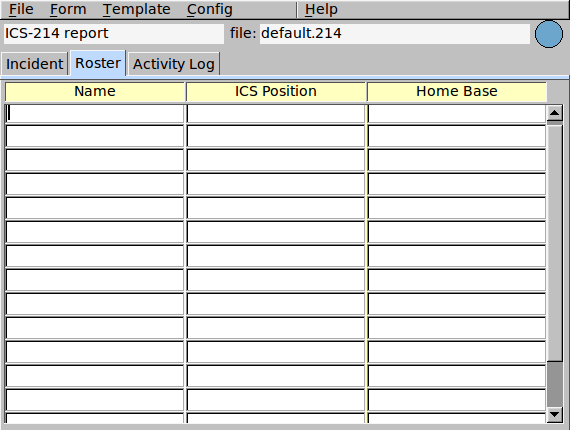 File Form Template Config Help
ICS-214 report file: default.214
Incident Roster Activity Log
Name ICS Position Home Base